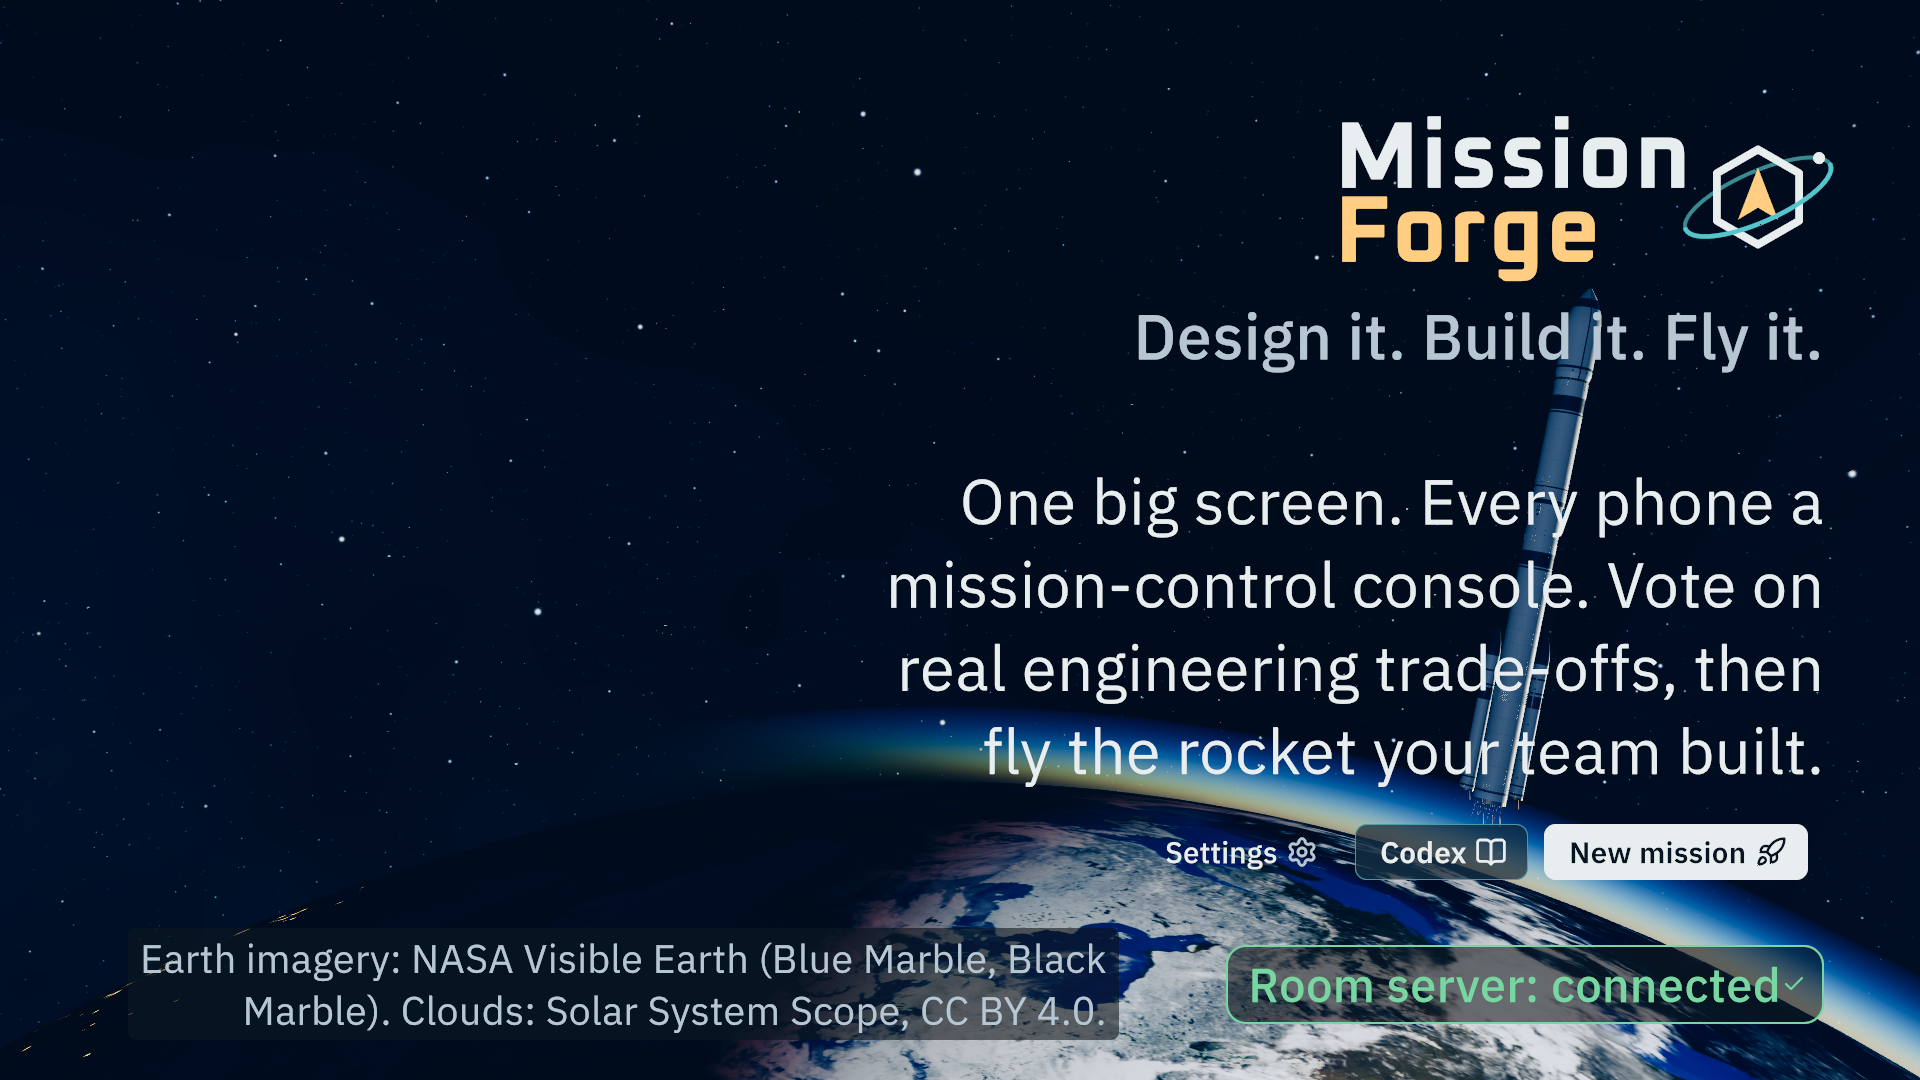 Mission
Forge
Design it. Build it. Fly it.
One big screen. Every phone a
mission-control console. Vote on
real engineering trade-offs, then
fly the rocket your team built.
Settings
Codex
New mission
Earth imagery: NASA Visible Earth (Blue Marble, Black
Marble). Clouds: Solar System Scope, CC BY 4.0.
Room server: connected